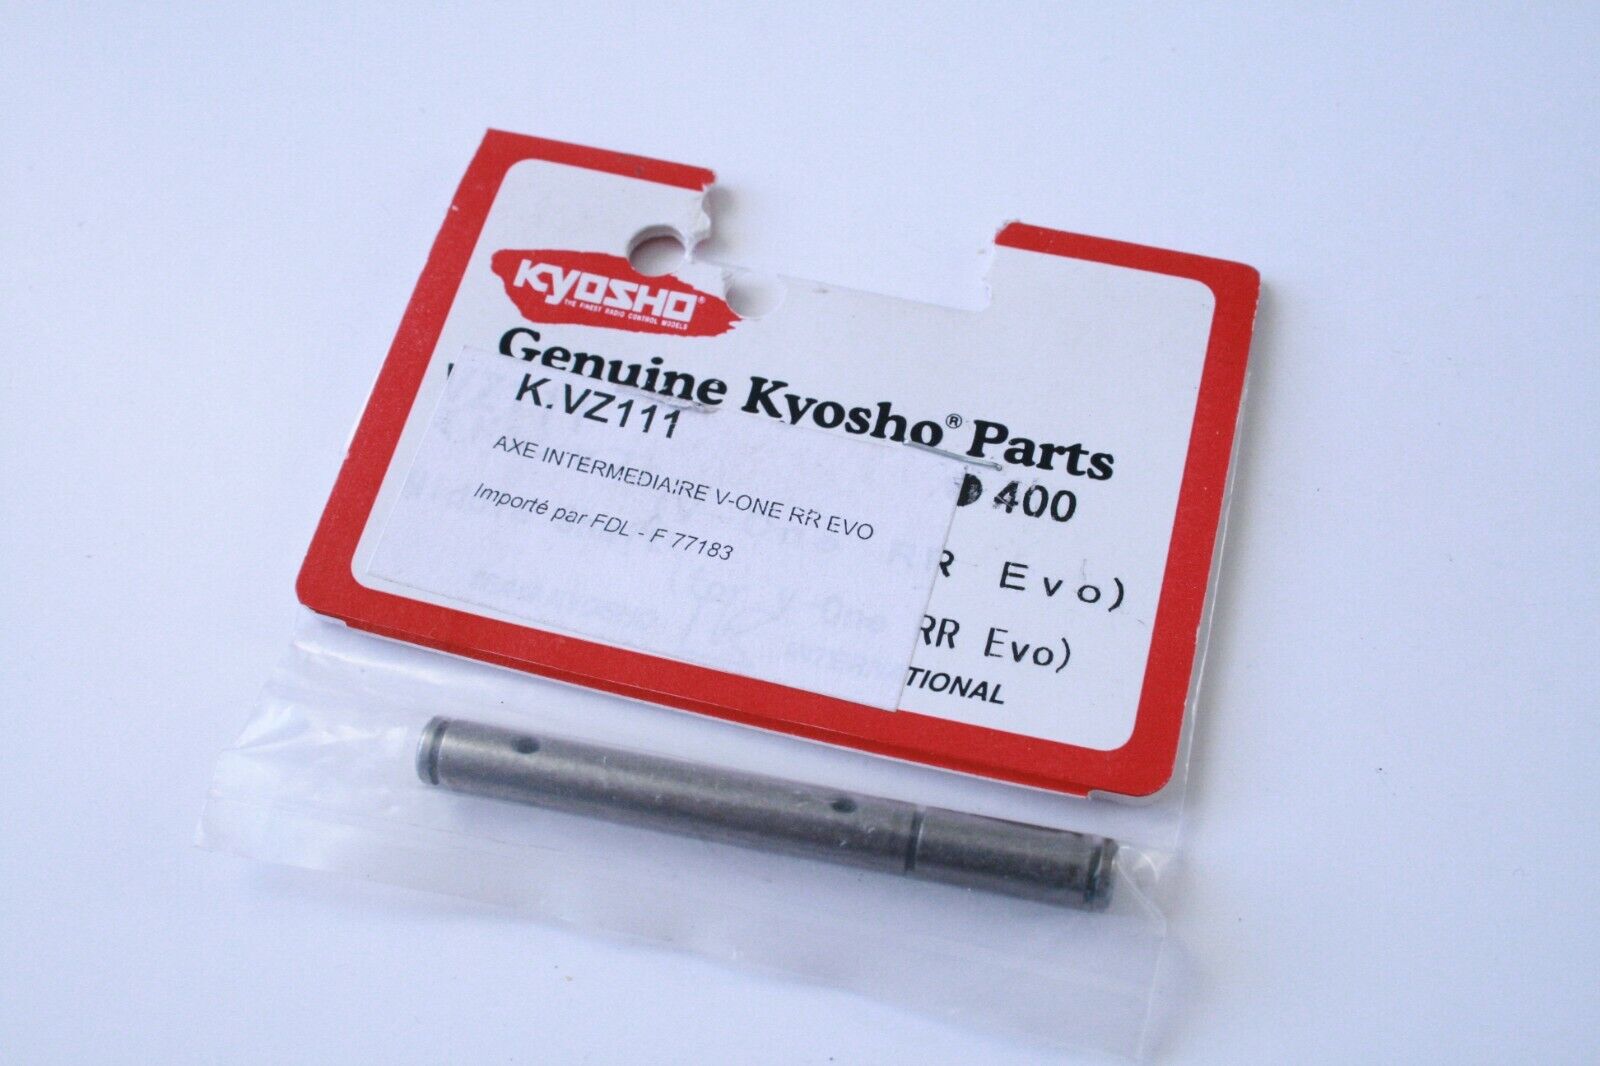 KYOSHO®
THE FINEST RADIO CONTROL MODELS
Genuine Kyosho® Parts
K.VZ111
400
AXE INTERMEDIAIRE V-ONE RR EVO
Importé par FDL - F 77183
R Evo)
RR Evo)
TIONAL